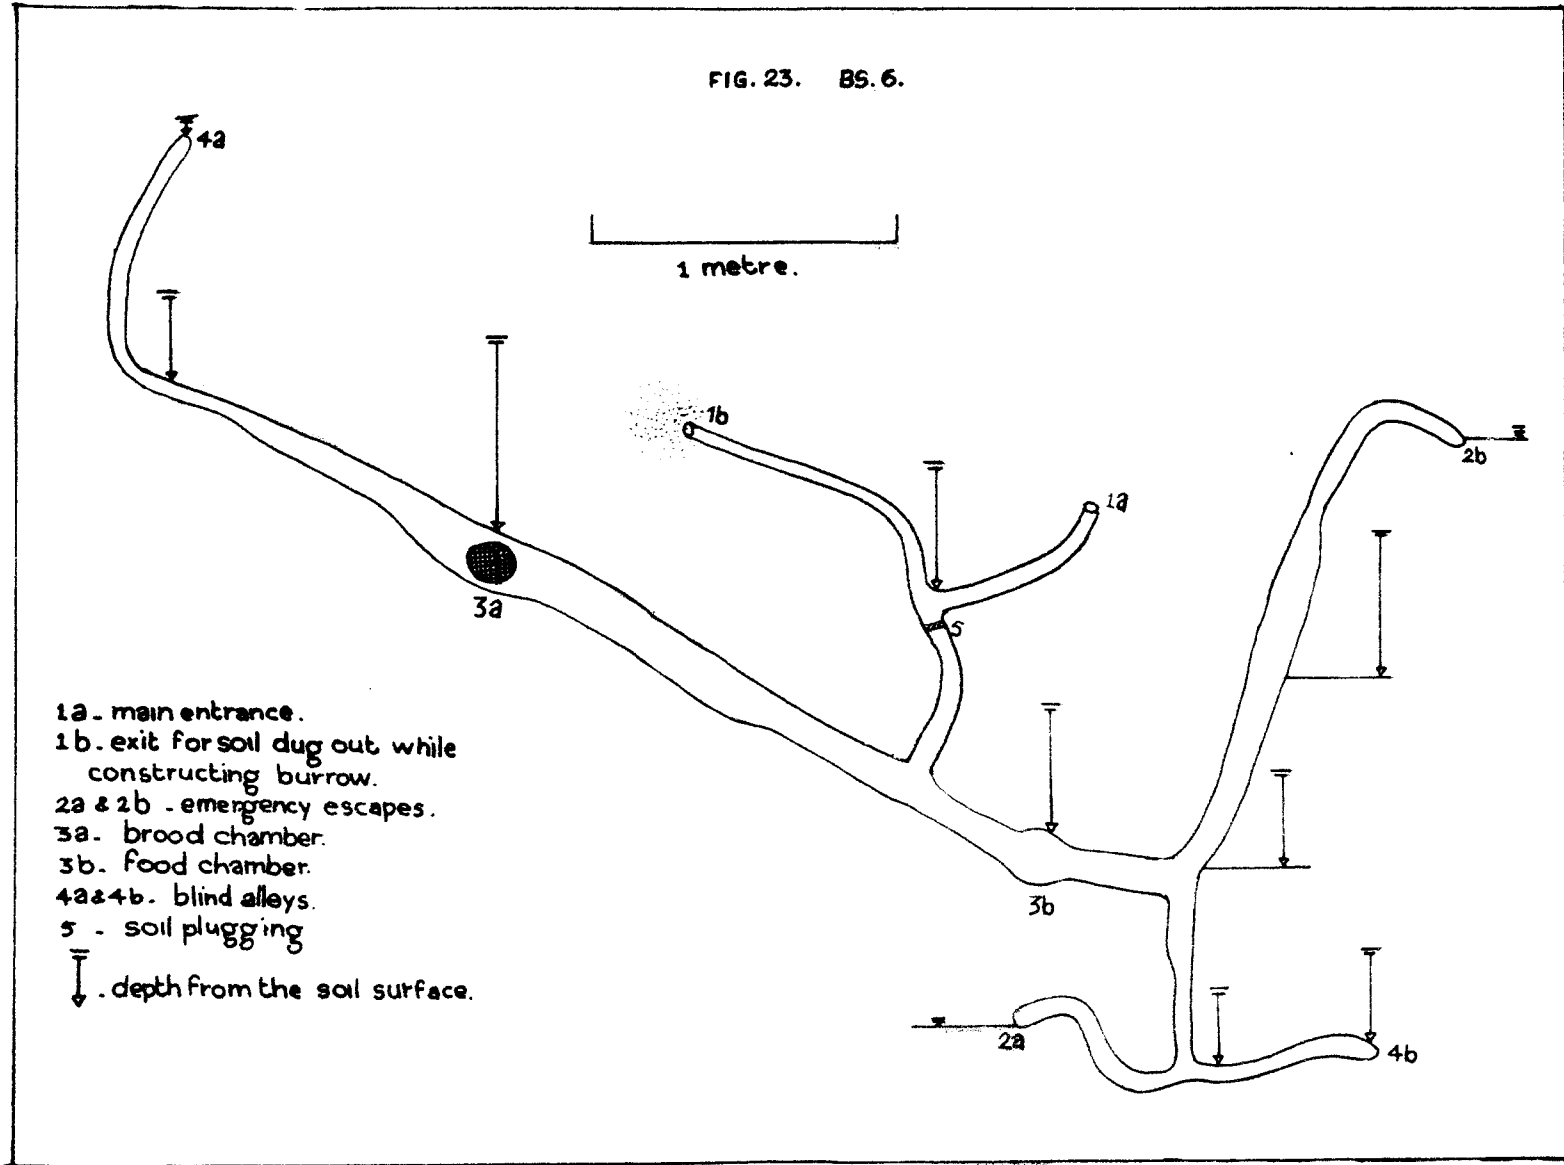 FIG. 23. BS. 6.
4a
1 metre.
1b
2b
1a
5
3a
1a - main entrance.
1b - exit for soil dug out while
constructing burrow.
2a & 2b - emergency escapes.
3a - brood chamber.
3b - food chamber.
4a & 4b - blind alleys.
5 - soil plugging
. depth from the soil surface.
3b
2a
4b